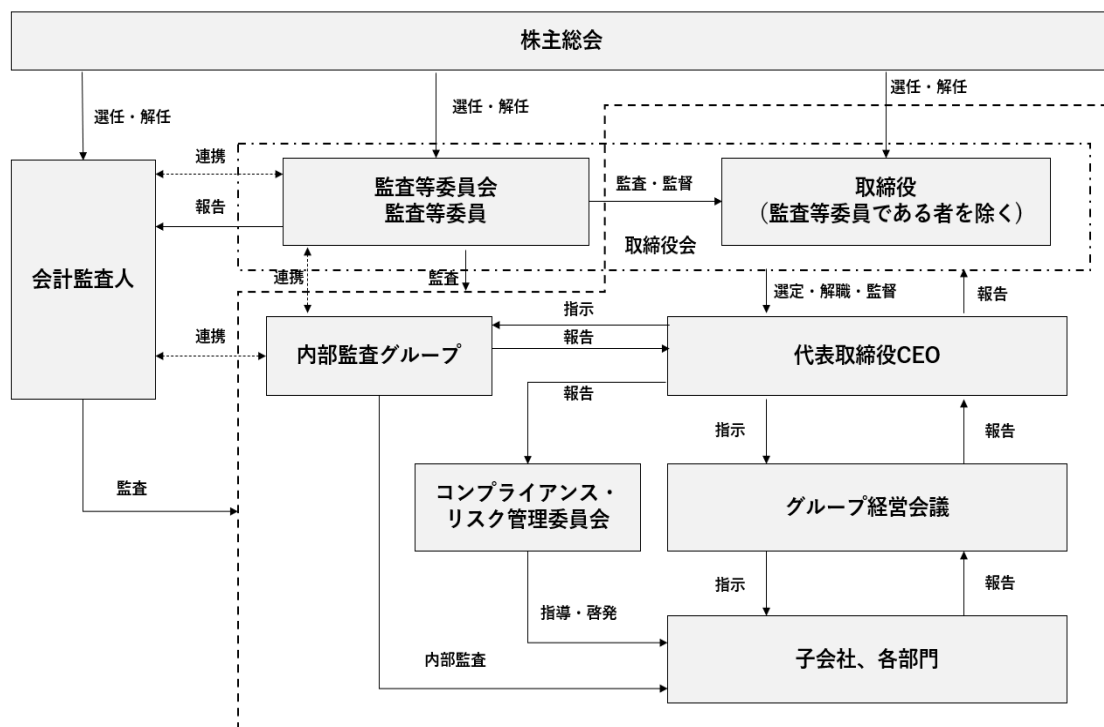 株主総会
選任・解任
選任・解任
選任・解任
連携
監査等委員会
監査等委員
監査・監督
取締役
（監査等委員である者を除く）
報告
取締役会
会計監査人
連携
監査
選定・解職・監督
報告
指示
連携
内部監査グループ
報告
代表取締役CEO
報告
指示
報告
監査
コンプライアンス・
リスク管理委員会
グループ経営会議
指示
報告
指導・啓発
内部監査
子会社、各部門